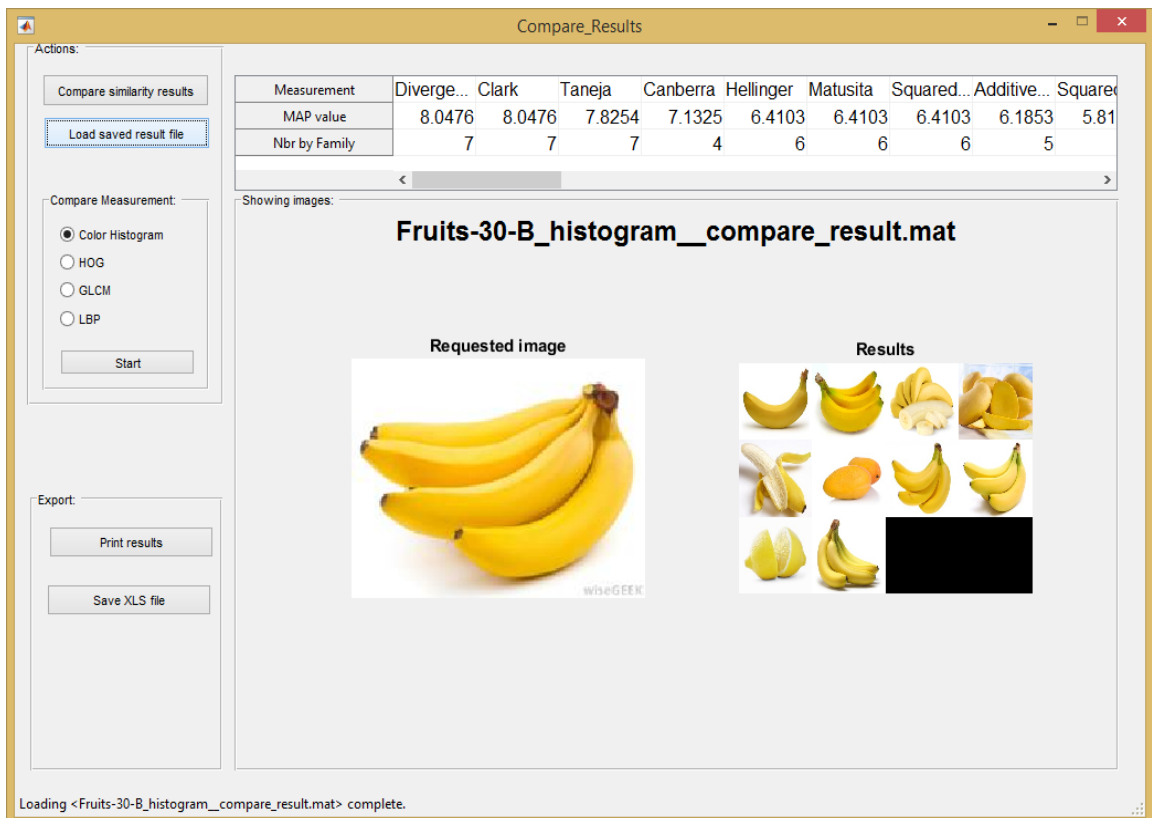 Compare_Results
Actions:
Compare similarity results
Load saved result file
Measurement Diverge... Clark Taneja Canberra Hellinger Matusita Squared... Additive... Squared
MAP value 8.0476 8.0476 7.8254 7.1325 6.4103 6.4103 6.4103 6.1853 5.81
Nbr by Family 7 7 7 4 6 6 6 5
Compare Measurement:
Color Histogram
HOG
GLCM
LBP
Start
Showing images:
Fruits-30-B_histogram__compare_result.mat
Requested image
Results
wiseGEEK
Export:
Print results
Save XLS file
Loading <Fruits-30-B_histogram__compare_result.mat> complete.